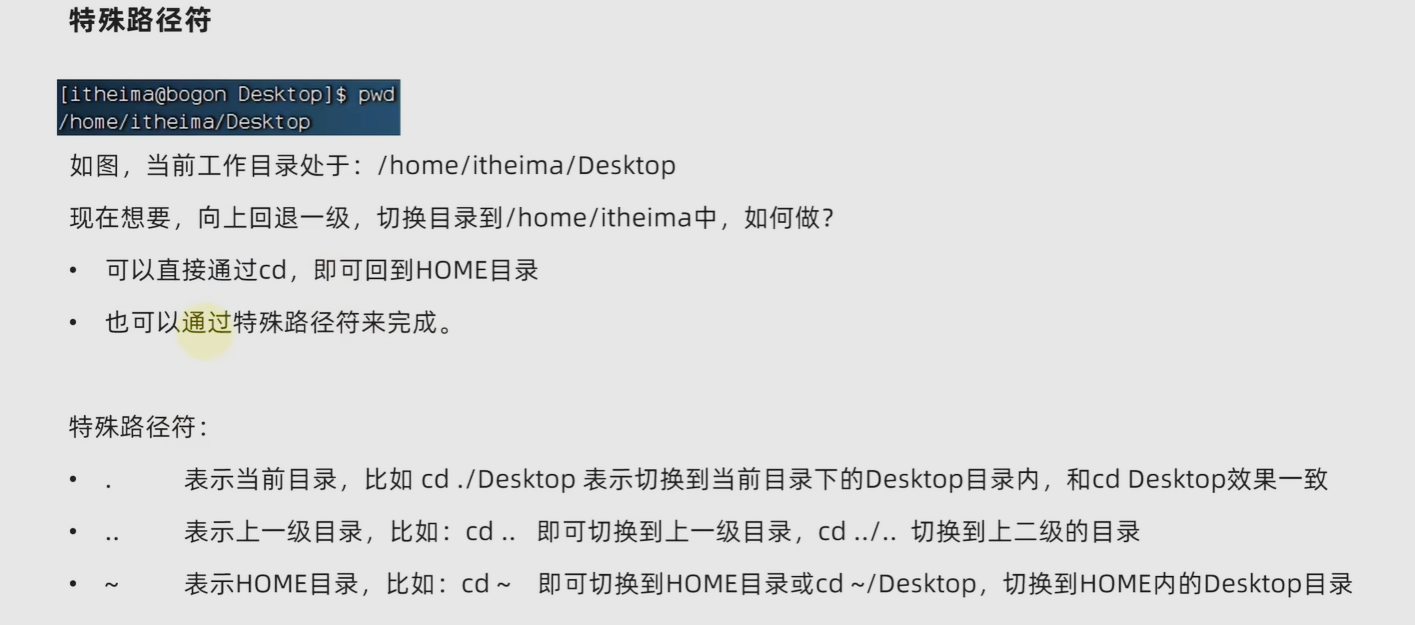 特殊路径符
[itheima@bogon Desktop]$ pwd
/home/itheima/Desktop
如图，当前工作目录处于：/home/itheima/Desktop
现在想要，向上回退一级，切换目录到/home/itheima中，如何做？
• 可以直接通过cd，即可回到HOME目录
• 也可以通过特殊路径符来完成。
特殊路径符：
• . 表示当前目录，比如 cd ./Desktop 表示切换到当前目录下的Desktop目录内，和cd Desktop效果一致
• .. 表示上一级目录，比如：cd .. 即可切换到上一级目录，cd ../.. 切换到上二级的目录
• ~ 表示HOME目录，比如：cd ~ 即可切换到HOME目录或cd ~/Desktop，切换到HOME内的Desktop目录